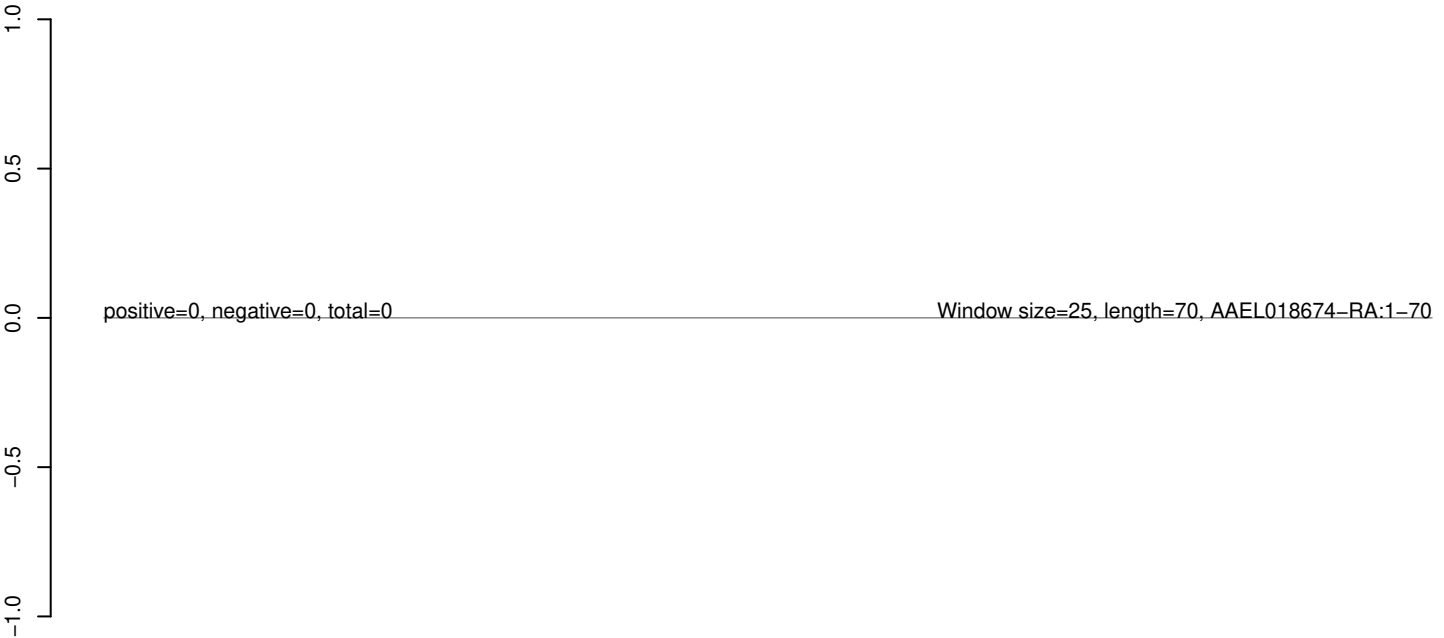 1.0
0.5
0.0
−0.5
−1.0
positive=0, negative=0, total=0
Window size=25, length=70, AAEL018674−RA:1−70